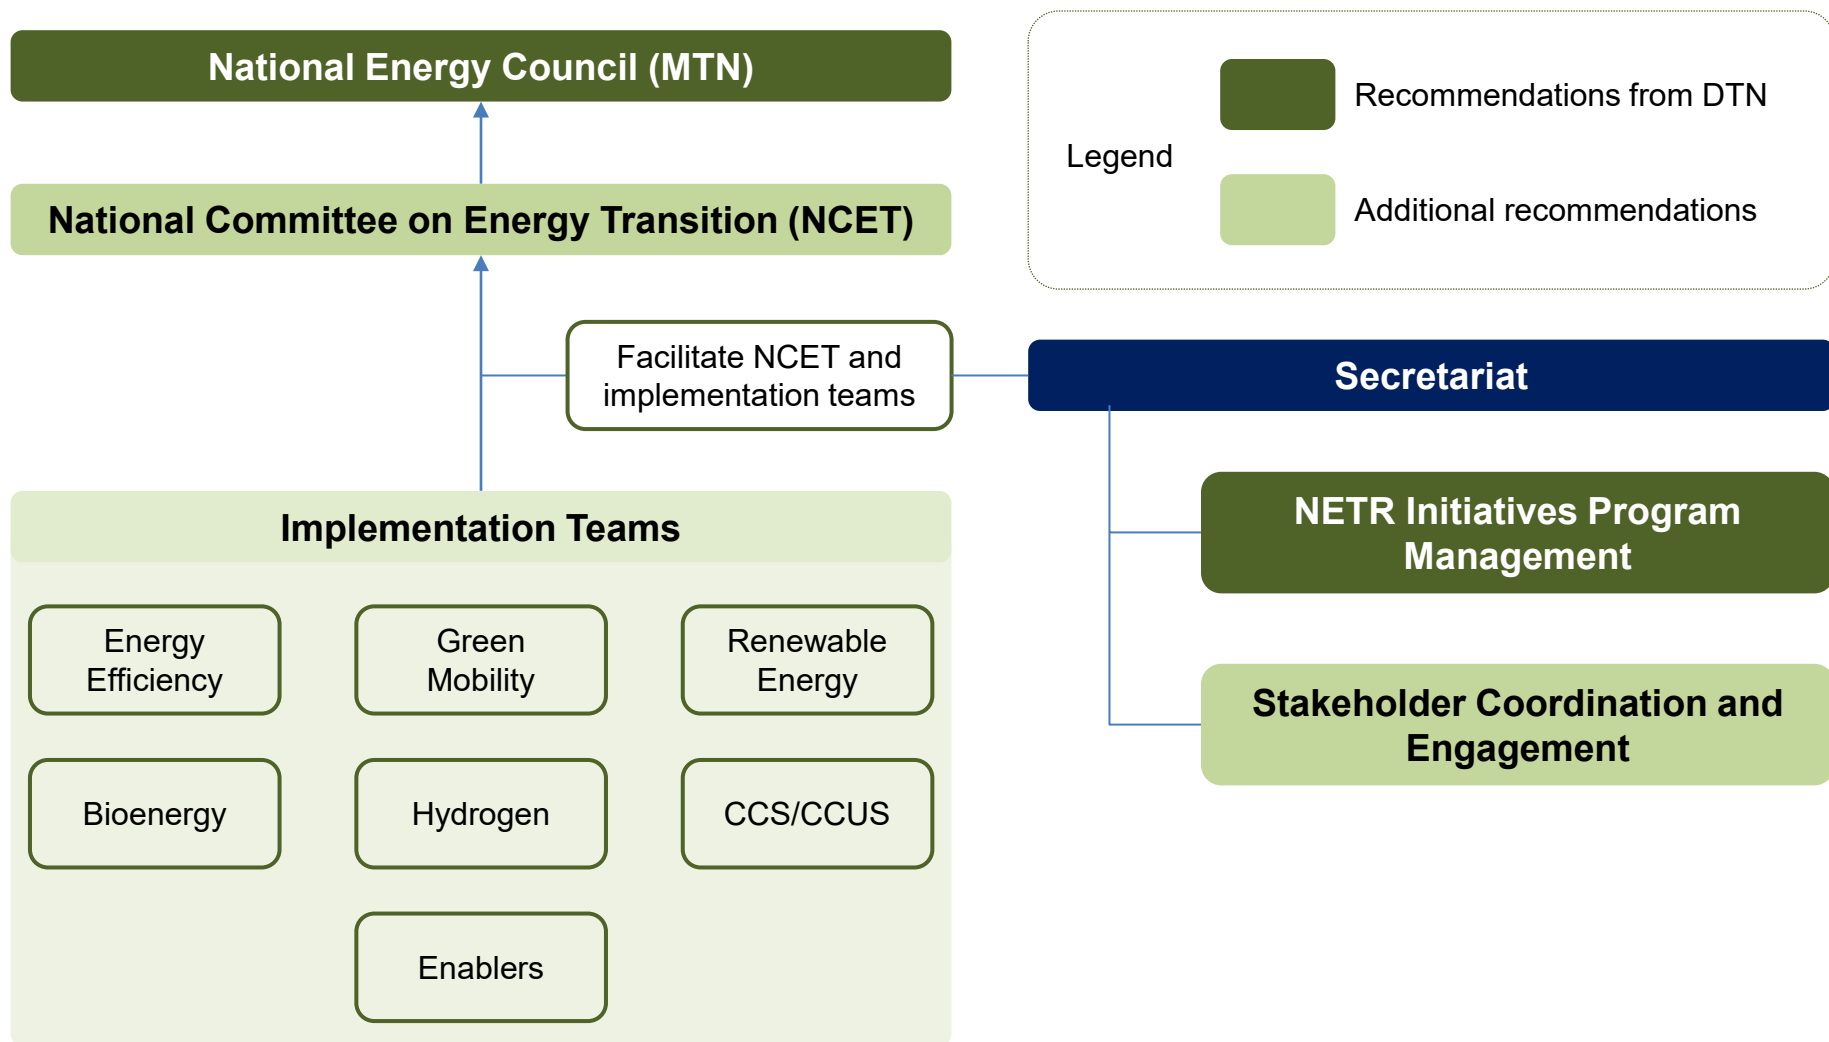 National Energy Council (MTN)
National Committee on Energy Transition (NCET)
Legend
Recommendations from DTN
Additional recommendations
Facilitate NCET and
implementation teams
Secretariat
NETR Initiatives Program
Management
Stakeholder Coordination and
Engagement
Implementation Teams
Energy
Efficiency
Green
Mobility
Renewable
Energy
Bioenergy
Hydrogen
CCS/CCUS
Enablers